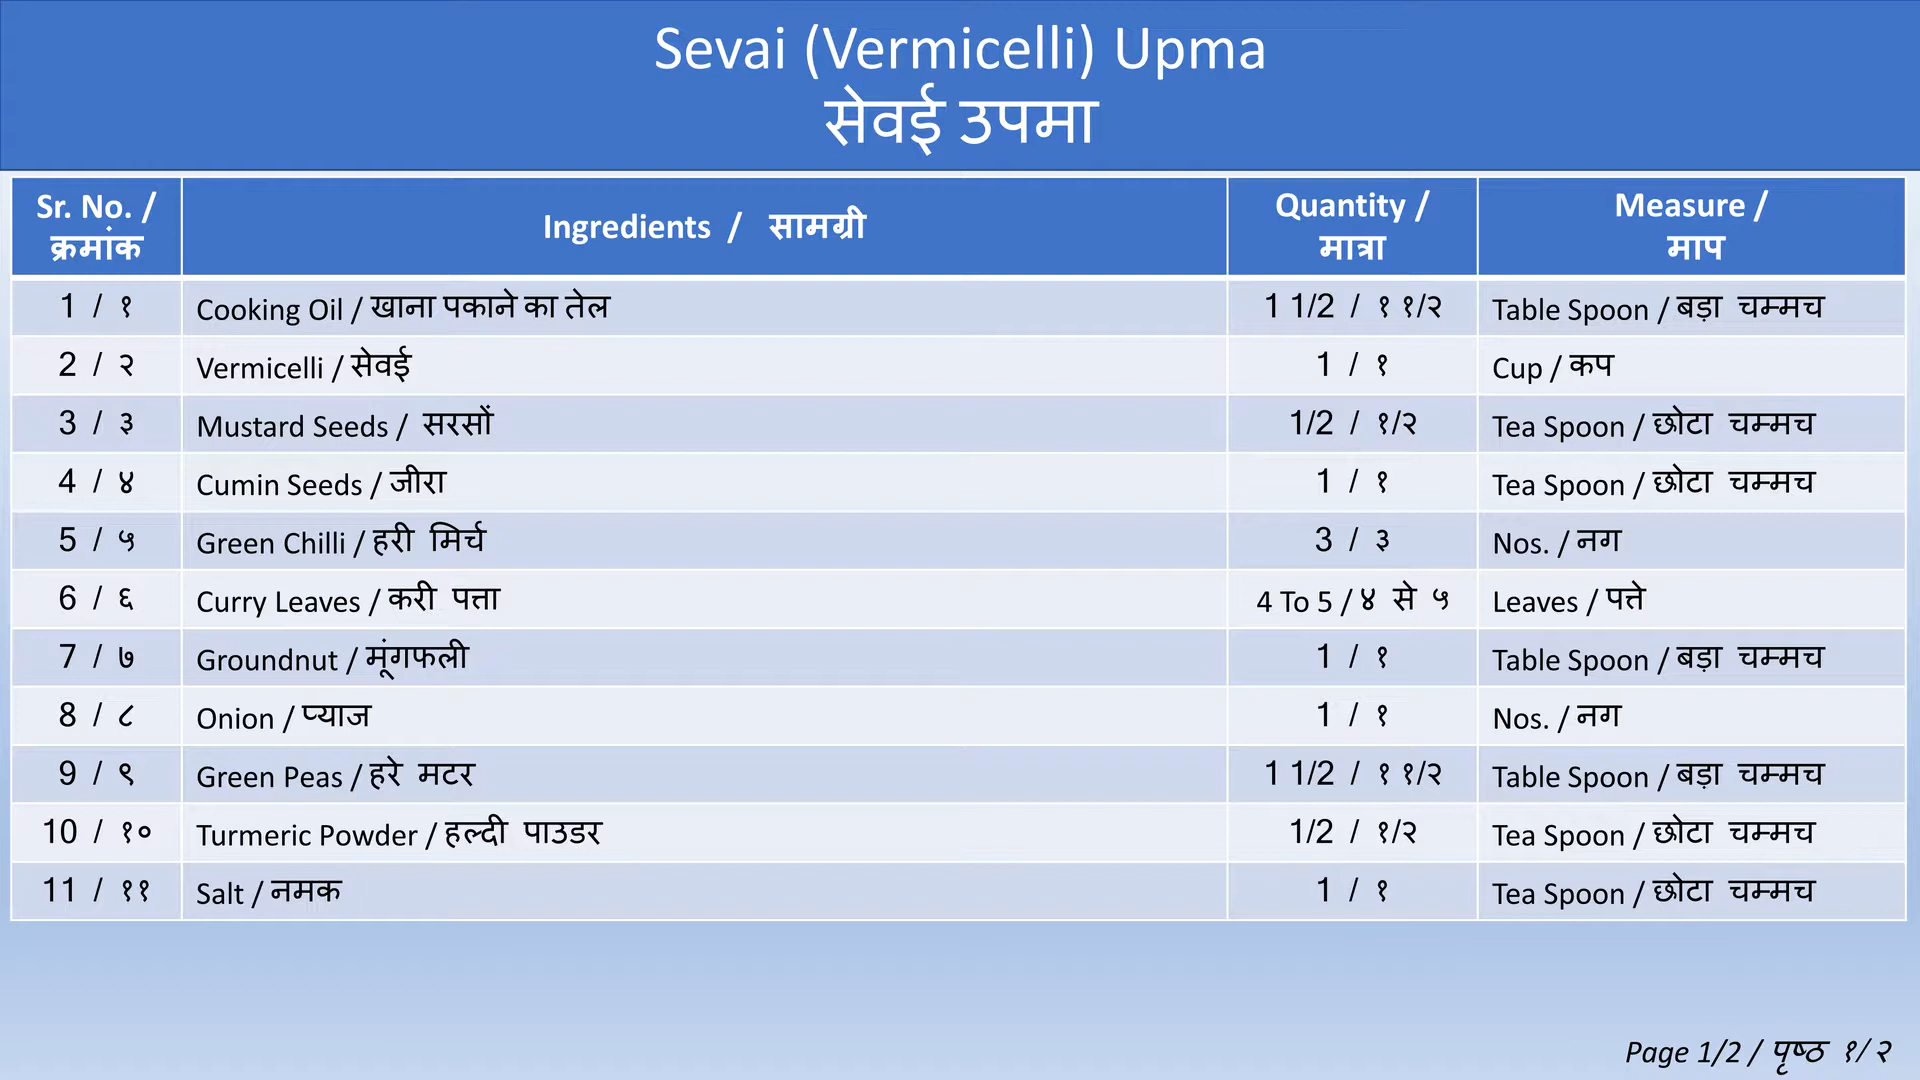 Sevai (Vermicelli) Upma
सेवई उपमा
Sr. No. / क्रमांक Ingredients / सामग्री Quantity / मात्रा Measure / माप
1 / १ Cooking Oil / खाना पकाने का तेल 1 1/2 / १ १/२ Table Spoon / बड़ा चम्मच
2 / २ Vermicelli / सेवई 1 / १ Cup / कप
3 / ३ Mustard Seeds / सरसों 1/2 / १/२ Tea Spoon / छोटा चम्मच
4 / ४ Cumin Seeds / जीरा 1 / १ Tea Spoon / छोटा चम्मच
5 / ५ Green Chilli / हरी मिर्च 3 / ३ Nos. / नग
6 / ६ Curry Leaves / करी पत्ता 4 To 5 / ४ से ५ Leaves / पत्ते
7 / ७ Groundnut / मूंगफली 1 / १ Table Spoon / बड़ा चम्मच
8 / ८ Onion / प्याज 1 / १ Nos. / नग
9 / ९ Green Peas / हरे मटर 1 1/2 / १ १/२ Table Spoon / बड़ा चम्मच
10 / १० Turmeric Powder / हल्दी पाउडर 1/2 / १/२ Tea Spoon / छोटा चम्मच
11 / ११ Salt / नमक 1 / १ Tea Spoon / छोटा चम्मच
Page 1/2 / पृष्ठ १/ २